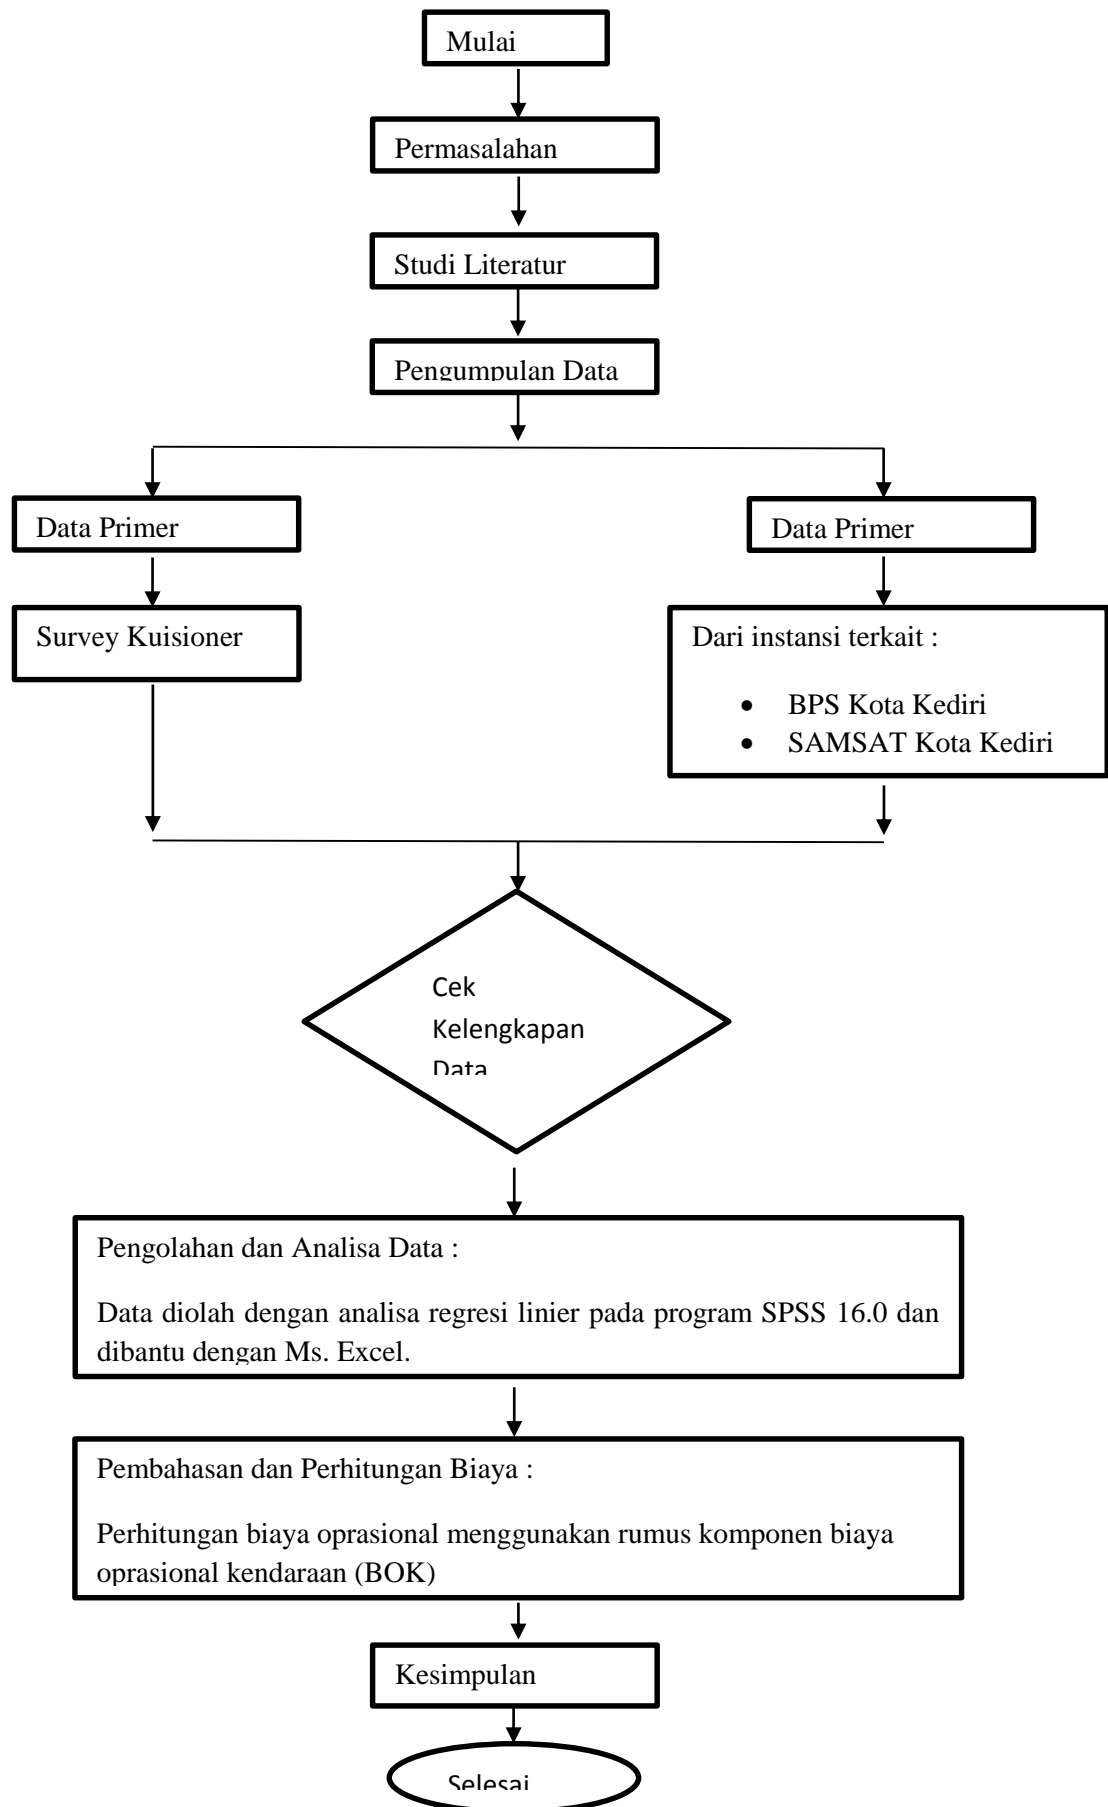 Mulai
Permasalahan
Studi Literatur
Pengumpulan Data
Data Primer
Data Primer
Survey Kuisioner
Dari instansi terkait :
• BPS Kota Kediri
• SAMSAT Kota Kediri
Cek
Kelengkapan
Data
Pengolahan dan Analisa Data :
Data diolah dengan analisa regresi linier pada program SPSS 16.0 dan
dibantu dengan Ms. Excel.
Pembahasan dan Perhitungan Biaya :
Perhitungan biaya oprasional menggunakan rumus komponen biaya
oprasional kendaraan (BOK)
Kesimpulan
Selesai